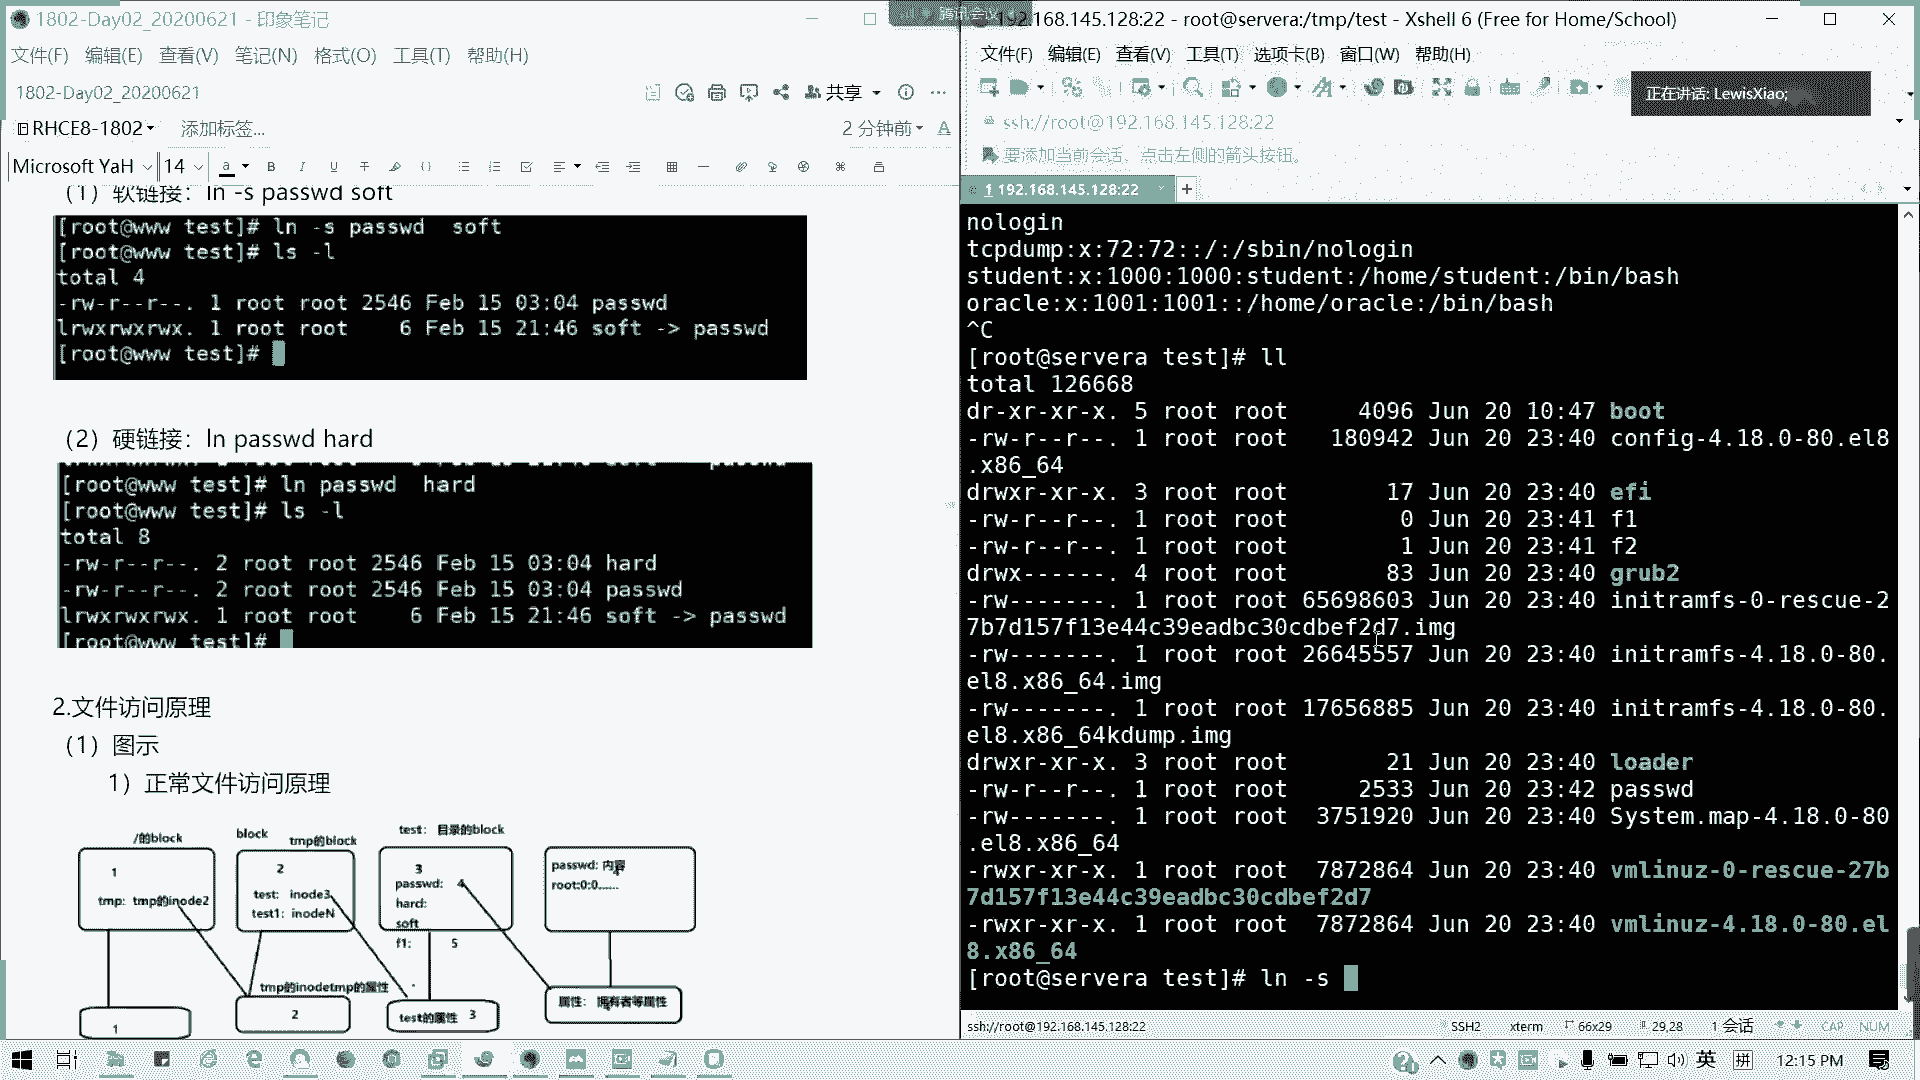 1802-Day02_20200621 - 印象笔记
文件(F) 编辑(E) 查看(V) 笔记(N) 格式(O) 工具(T) 帮助(H)
1802-Day02_20200621
共享
RHCE8-1802
添加标签...
2 分钟前
Microsoft YaH
14
（1）软链接：ln -s passwd soft
[root@www test]# ln -s passwd  soft
[root@www test]# ls -l
total 4
-rw-r--r--. 1 root root 2546 Feb 15 03:04 passwd
lrwxrwxrwx. 1 root root    6 Feb 15 21:46 soft -> passwd
[root@www test]#
（2）硬链接：ln passwd hard
[root@www test]# ln passwd  hard
[root@www test]# ls -l
total 8
-rw-r--r--. 2 root root 2546 Feb 15 03:04 hard
-rw-r--r--. 2 root root 2546 Feb 15 03:04 passwd
lrwxrwxrwx. 1 root root    6 Feb 15 21:46 soft -> passwd
[root@www test]#
2.文件访问原理
（1）图示
1）正常文件访问原理
/的block
1
tmp: tmp的inode2
1
block
tmp的block
2
test: inode3
test1: inodeN
tmp的inodetmp的属性
2
test: 目录的block
3
passwd: 4
hard:
soft
f1: 5
test的属性 3
passwd: 内容
root:0:0......
属性: 拥有者等属性
腾讯会议
192.168.145.128:22 - root@servera:/tmp/test - Xshell 6 (Free for Home/School)
文件(F) 编辑(E) 查看(V) 工具(T) 选项卡(B) 窗口(W) 帮助(H)
正在讲话: LewisXiao;
ssh://root@192.168.145.128:22
要添加当前会话，点击左侧的箭头按钮。
1 192.168.145.128:22
nologin
tcpdump:x:72:72::/:/sbin/nologin
student:x:1000:1000:student:/home/student:/bin/bash
oracle:x:1001:1001::/home/oracle:/bin/bash
^C
[root@servera test]# ll
total 126668
dr-xr-xr-x. 5 root root     4096 Jun 20 10:47 boot
-rw-r--r--. 1 root root   180942 Jun 20 23:40 config-4.18.0-80.el8
.x86_64
drwxr-xr-x. 3 root root       17 Jun 20 23:40 efi
-rw-r--r--. 1 root root        0 Jun 20 23:41 f1
-rw-r--r--. 1 root root        1 Jun 20 23:41 f2
drwx------. 4 root root       83 Jun 20 23:40 grub2
-rw-------. 1 root root 65698603 Jun 20 23:40 initramfs-0-rescue-2
7b7d157f13e44c39eadbc30cdbef2d7.img
-rw-------. 1 root root 26645557 Jun 20 23:40 initramfs-4.18.0-80.
el8.x86_64.img
-rw-------. 1 root root 17656885 Jun 20 23:40 initramfs-4.18.0-80.
el8.x86_64kdump.img
drwxr-xr-x. 3 root root       21 Jun 20 23:40 loader
-rw-r--r--. 1 root root     2533 Jun 20 23:42 passwd
-rw-------. 1 root root  3751920 Jun 20 23:40 System.map-4.18.0-80
.el8.x86_64
-rwxr-xr-x. 1 root root  7872864 Jun 20 23:40 vmlinuz-0-rescue-27b
7d157f13e44c39eadbc30cdbef2d7
-rwxr-xr-x. 1 root root  7872864 Jun 20 23:40 vmlinuz-4.18.0-80.el
8.x86_64
[root@servera test]# ln -s
ssh://root@192.168.145.128:22
SSH2
xterm
66x29
29,28
1 会话
CAP
NUM
英
拼
12:15 PM